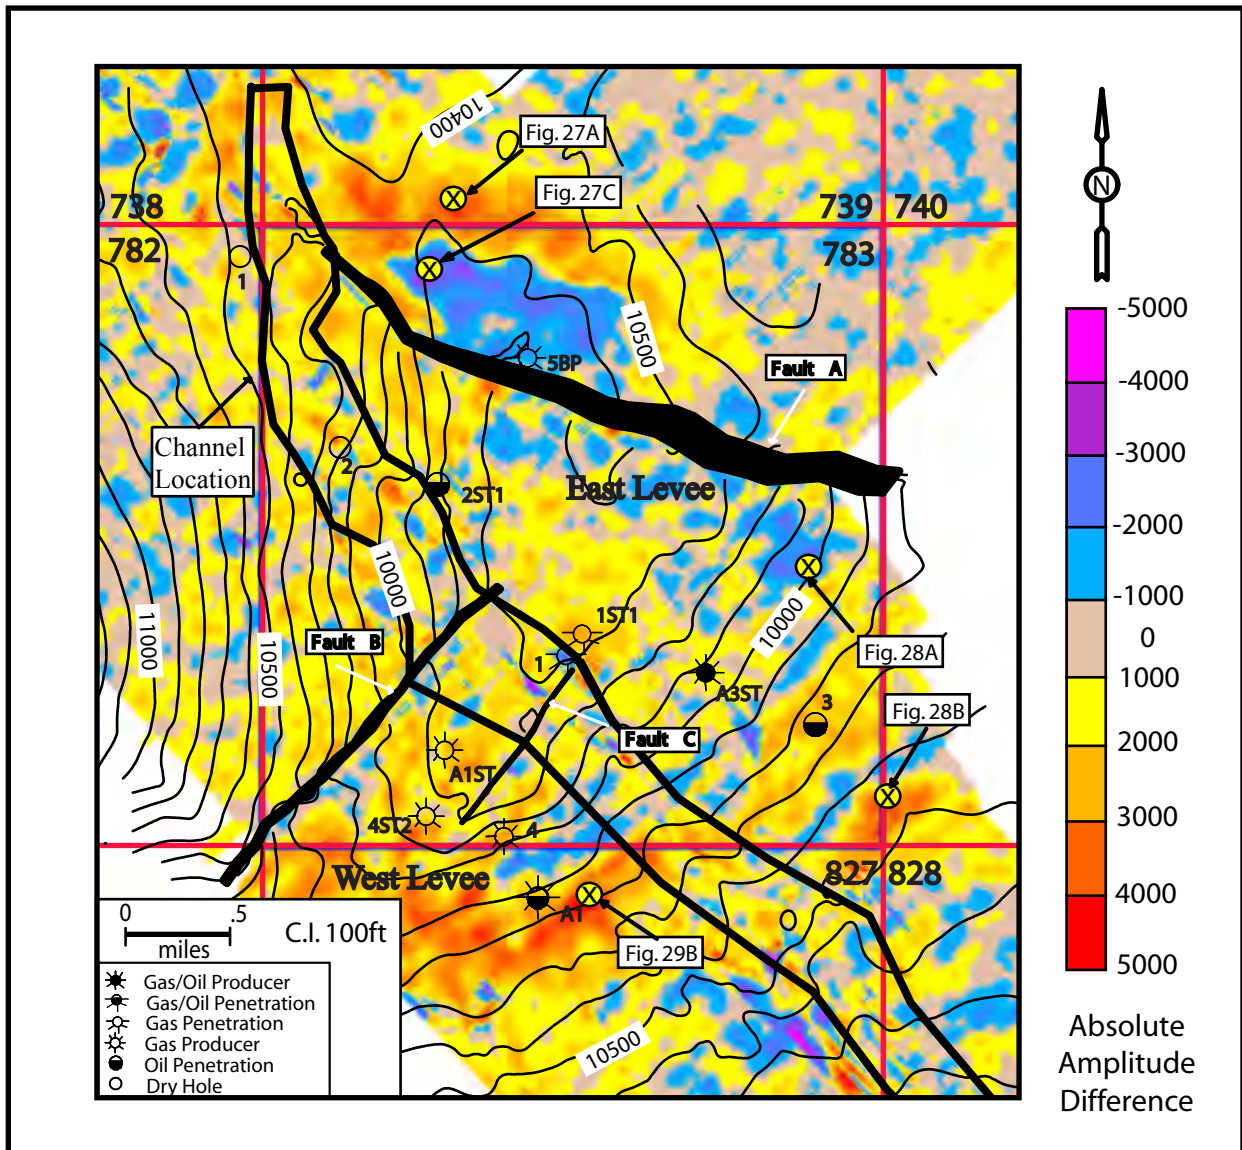 10400
Fig. 27A
Fig. 27C
N
X
X
738
739
740
782
783
1
10500
5BP
Fault A
Channel
Location
2
2ST1
East Levee
X
10000
10000
11000
10500
Fault B
1ST1
1
A3ST
Fig. 28A
3
Fig. 28B
Fault C
A1ST
X
4ST2
4
West Levee
827
828
A1
X
Fig. 29B
10500
0
.5
miles
C.I. 100ft
Gas/Oil Producer
Gas/Oil Penetration
Gas Penetration
Gas Producer
Oil Penetration
Dry Hole
-5000
-4000
-3000
-2000
-1000
0
1000
2000
3000
4000
5000
Absolute
Amplitude
Difference